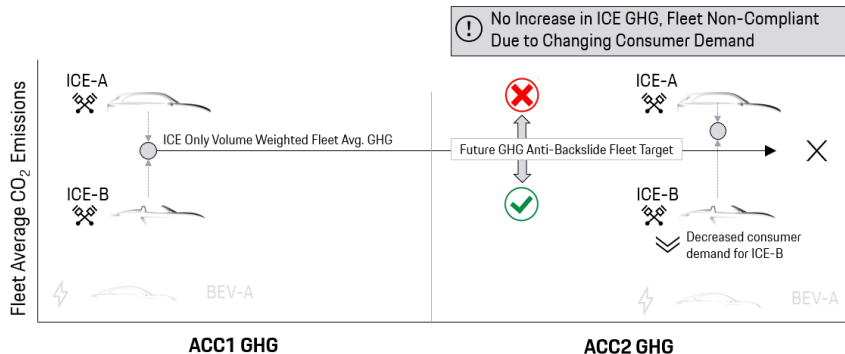 No Increase in ICE GHG, Fleet Non-Compliant
Due to Changing Consumer Demand
Fleet Average CO₂ Emissions
ICE-A
ICE Only Volume Weighted Fleet Avg. GHG
ICE-B
BEV-A
ICE-A
Future GHG Anti-Backslide Fleet Target
ICE-B
Decreased consumer
demand for ICE-B
BEV-A
ACC1 GHG
ACC2 GHG